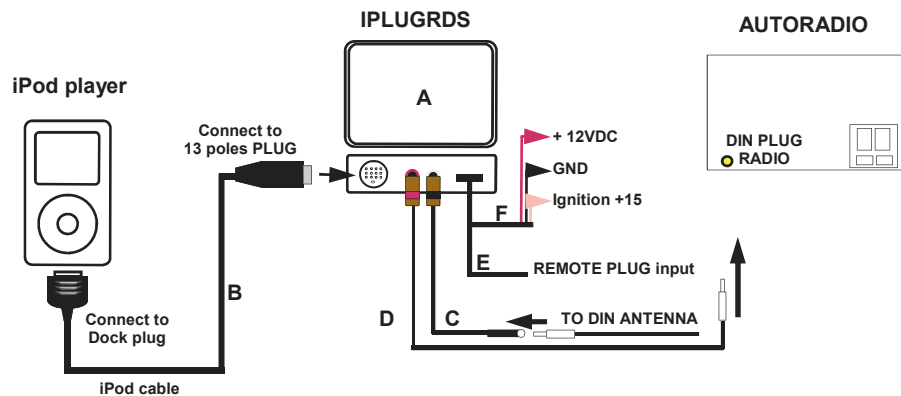 IPLUGRDS
AUTORADIO
iPod player
A
Connect to
13 poles PLUG
+ 12VDC
GND
Ignition +15
DIN PLUG
RADIO
F
E
REMOTE PLUG input
B
D
C
TO DIN ANTENNA
Connect to
Dock plug
iPod cable